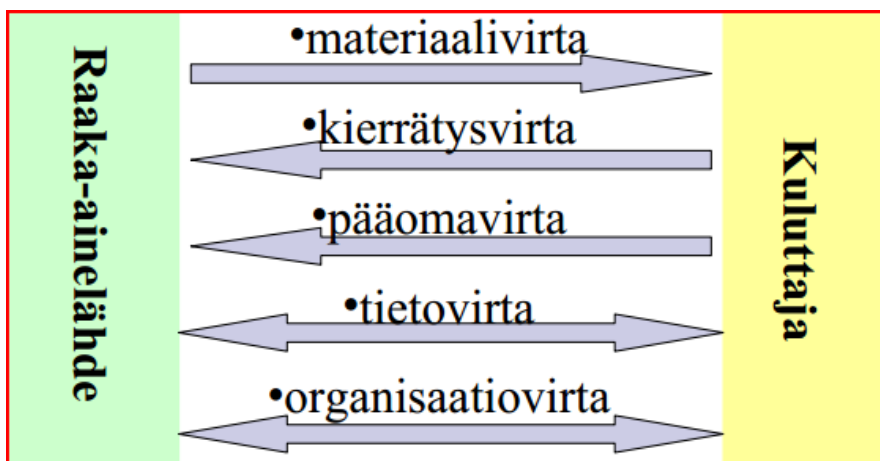 Raaka-ainelähde
•materiaalivirta
•kierrätysvirta
•pääomavirta
•tietovirta
•organisaatiovirta
Kuluttaja